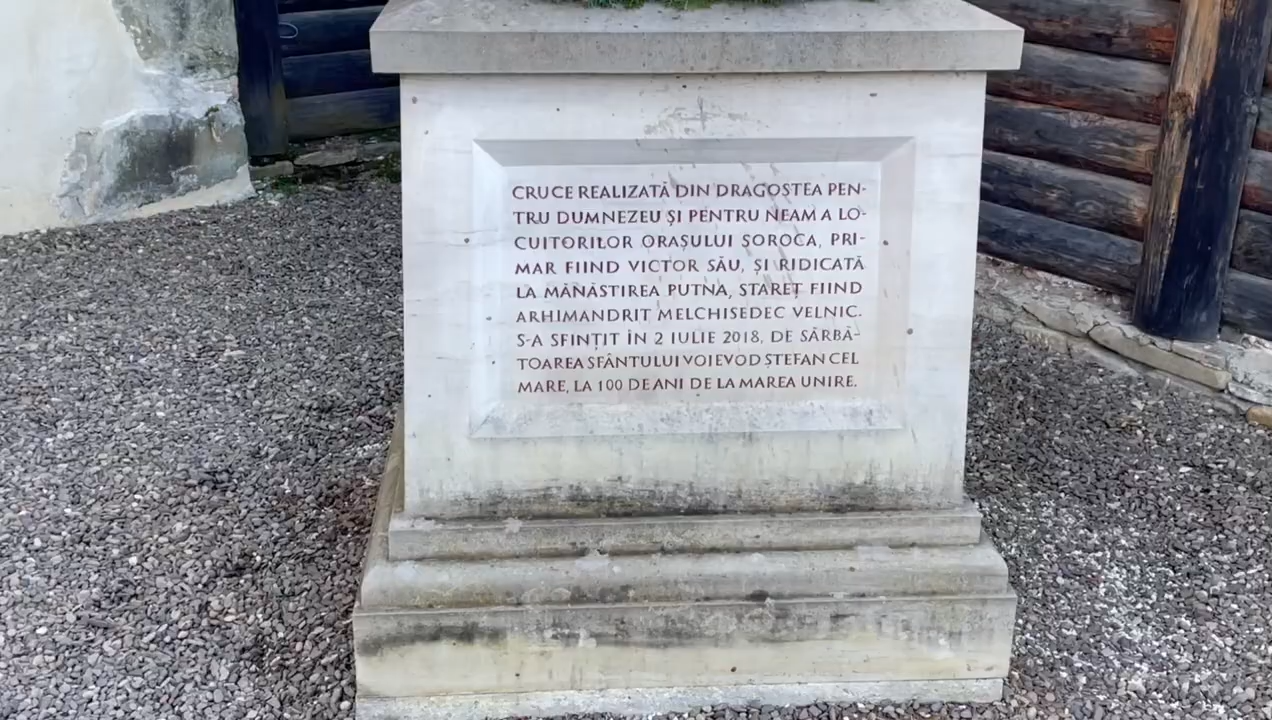 CRUCE REALIZATĂ DIN DRAGOSTEA PEN-
TRU DUMNEZEU ȘI PENTRU NEAM A LO-
CUITORILOR ORAȘULUI SOROCA, PRI-
MAR FIIND VICTOR SĂU, ȘI RIDICATĂ
LA MĂNĂSTIREA PUTNA, STAREȚ FIIND
ARHIMANDRIT MELCHISEDEC VELNIC.
S-A SFINȚIT ÎN 2 IULIE 2018, DE SĂRBĂ-
TOAREA SFÂNTULUI VOIEVOD ȘTEFAN CEL
MARE, LA 100 DE ANI DE LA MAREA UNIRE.